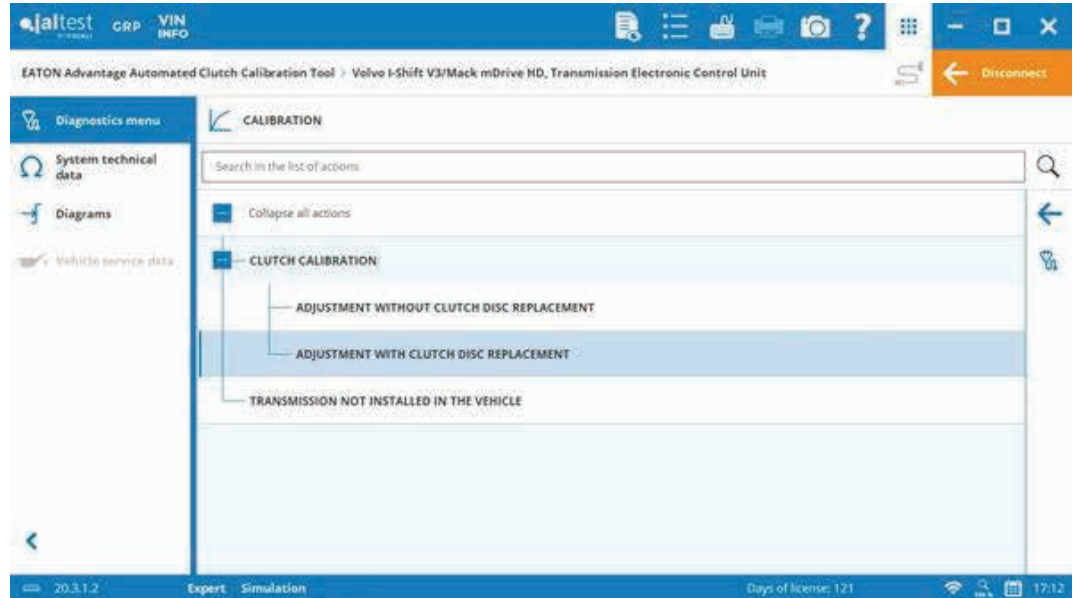 jaltest GRP VIN INFO
EATON Advantage Automated Clutch Calibration Tool > Volvo I-Shift V3/Mack mDrive HD, Transmission Electronic Control Unit
Disconnect
Diagnostics menu
CALIBRATION
System technical data
Search in the list of actions
Diagrams
Collapse all actions
Vehicle service data
CLUTCH CALIBRATION
ADJUSTMENT WITHOUT CLUTCH DISC REPLACEMENT
ADJUSTMENT WITH CLUTCH DISC REPLACEMENT
TRANSMISSION NOT INSTALLED IN THE VEHICLE
20.3.1.2 Expert Simulation Days of license: 121 17:12